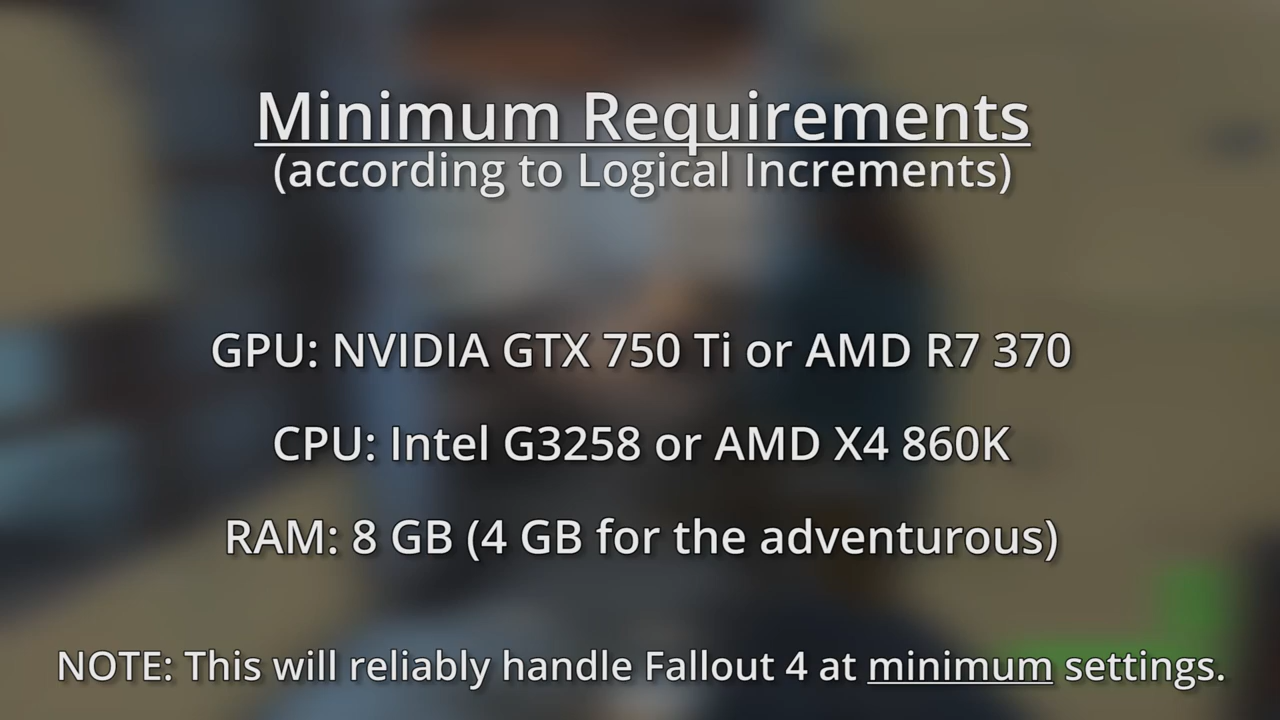 Minimum Requirements
(according to Logical Increments)
GPU: NVIDIA GTX 750 Ti or AMD R7 370
CPU: Intel G3258 or AMD X4 860K
RAM: 8 GB (4 GB for the adventurous)
NOTE: This will reliably handle Fallout 4 at minimum settings.